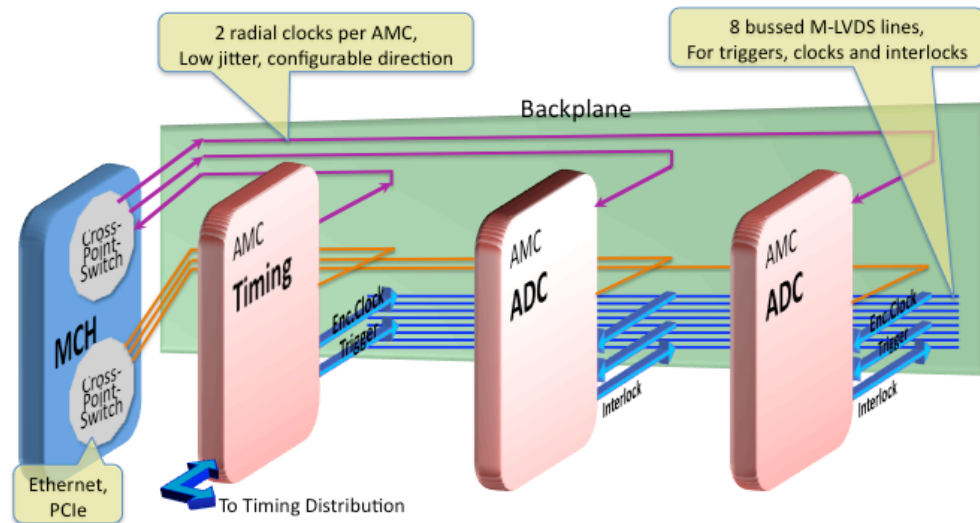 2 radial clocks per AMC,
Low jitter, configurable direction
8 bussed M-LVDS lines,
For triggers, clocks and interlocks
Backplane
Cross-
Point-
Switch
MCH
Cross-
Point-
Switch
Ethernet,
PCIe
AMC
Timing
Enc.Clock
Trigger
To Timing Distribution
AMC
ADC
Interlock
AMC
ADC
Enc.Clock
Trigger
Interlock